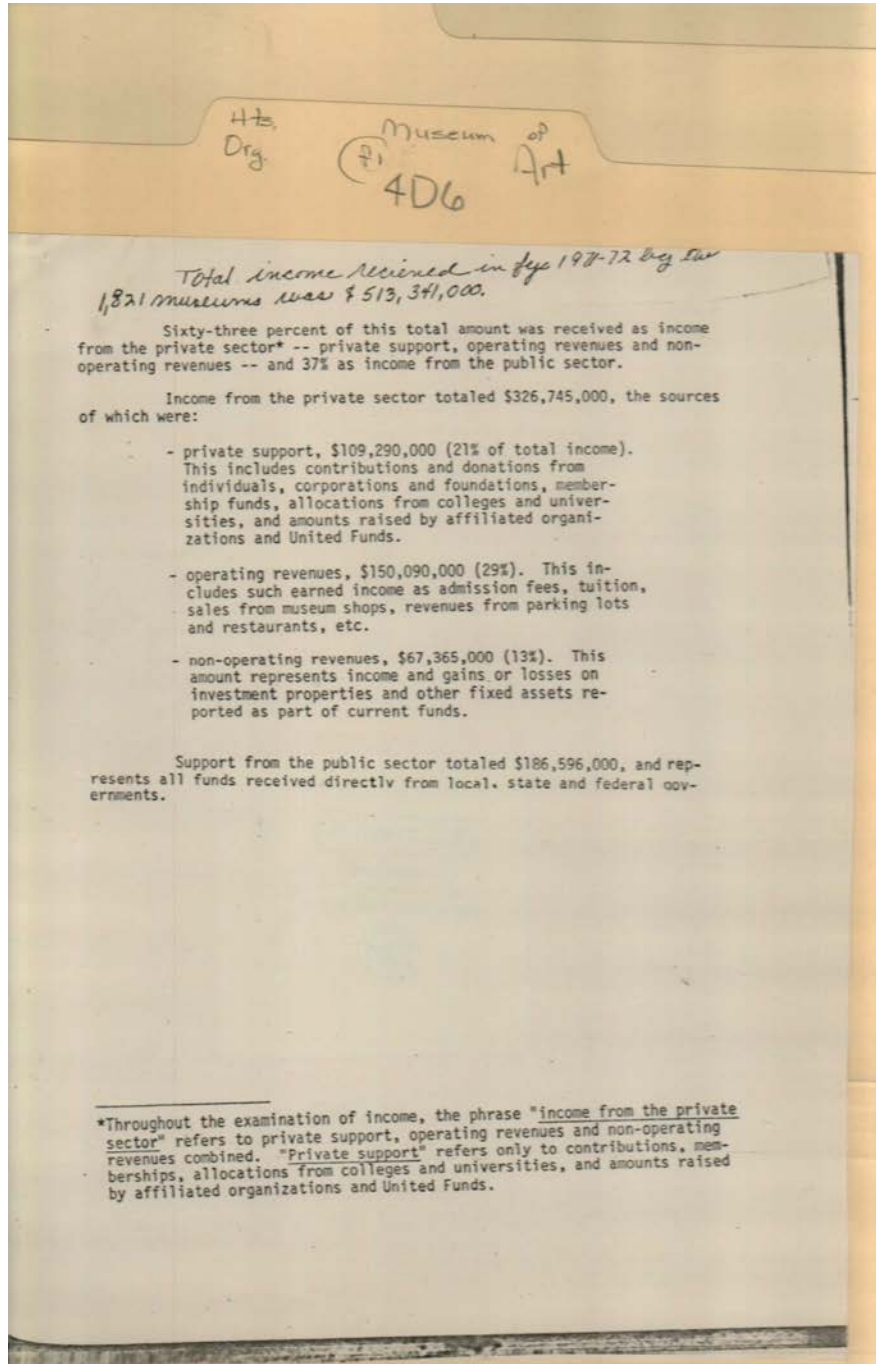 Hts. Museum of
Org. 71 Art
4D6
Total income recieved in fye 1971-72 by the
1,821 museums was $513,341,000.
Sixty-three percent of this total amount was received as income
from the private sector* -- private support, operating revenues and non-
operating revenues -- and 37% as income from the public sector.
Income from the private sector totaled $326,745,000, the sources
of which were:
- private support, $109,290,000 (21% of total income).
This includes contributions and donations from
individuals, corporations and foundations, member-
ship funds, allocations from colleges and univer-
sities, and amounts raised by affiliated organi-
zations and United Funds.
- operating revenues, $150,090,000 (29%). This in-
cludes such earned income as admission fees, tuition,
sales from museum shops, revenues from parking lots
and restaurants, etc.
- non-operating revenues, $67,365,000 (13%). This
amount represents income and gains or losses on
investment properties and other fixed assets re-
ported as part of current funds.
Support from the public sector totaled $186,596,000, and rep-
resents all funds received directly from local, state and federal gov-
ernments.
*Throughout the examination of income, the phrase "income from the private
sector" refers to private support, operating revenues and non-operating
revenues combined. "Private support" refers only to contributions, mem-
berships, allocations from colleges and universities, and amounts raised
by affiliated organizations and United Funds.